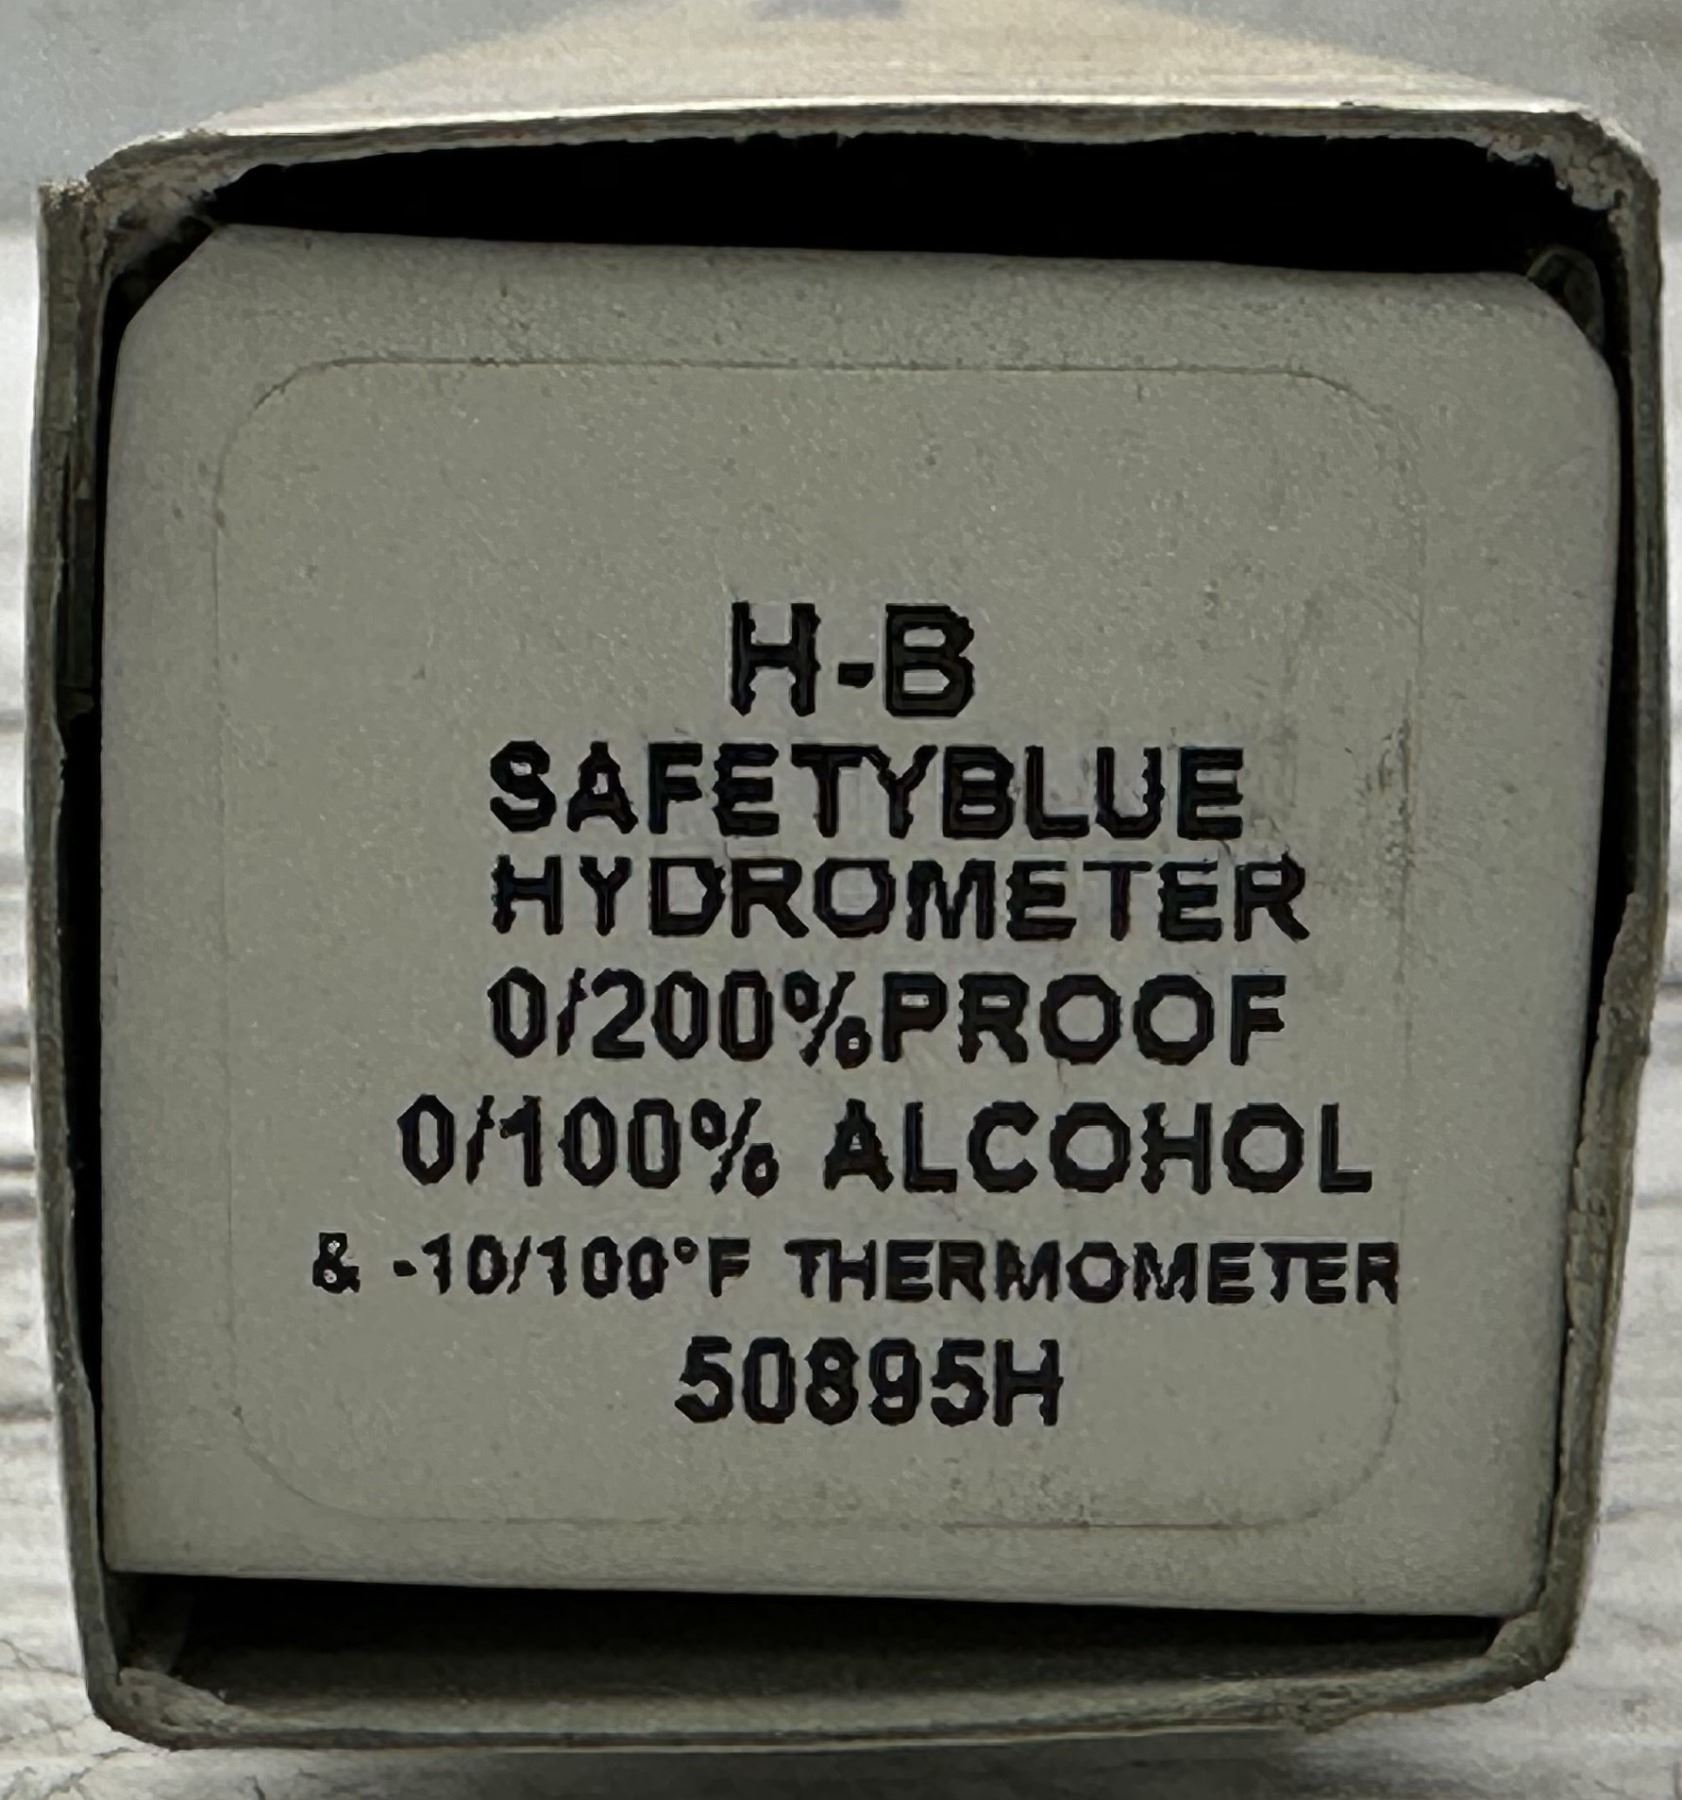 H-B
SAFETYBLUE
HYDROMETER
0/200%PROOF
0/100% ALCOHOL
& -10/100°F THERMOMETER
50895H